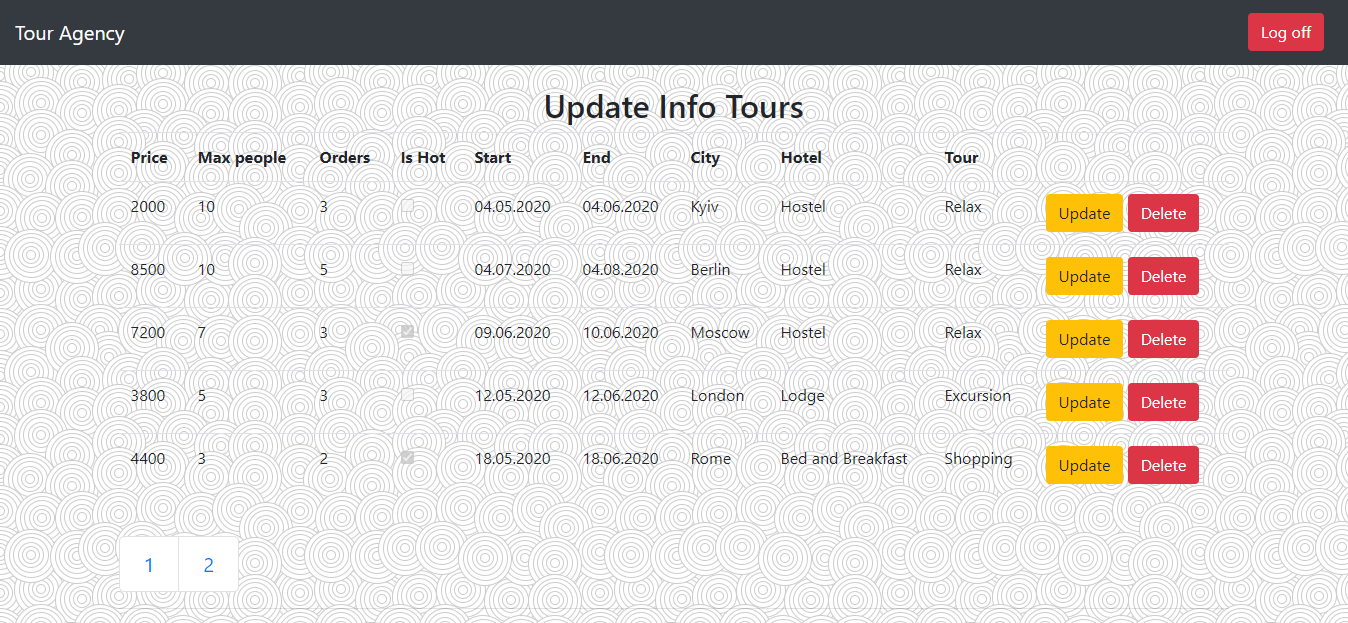 Tour Agency Log off
Update Info Tours
Price Max people Orders Is Hot Start End City Hotel Tour
2000 10 3 04.05.2020 04.06.2020 Kyiv Hostel Relax Update Delete
8500 10 5 04.07.2020 04.08.2020 Berlin Hostel Relax Update Delete
7200 7 3 09.06.2020 10.06.2020 Moscow Hostel Relax Update Delete
3800 5 3 12.05.2020 12.06.2020 London Lodge Excursion Update Delete
4400 3 2 18.05.2020 18.06.2020 Rome Bed and Breakfast Shopping Update Delete
1 2